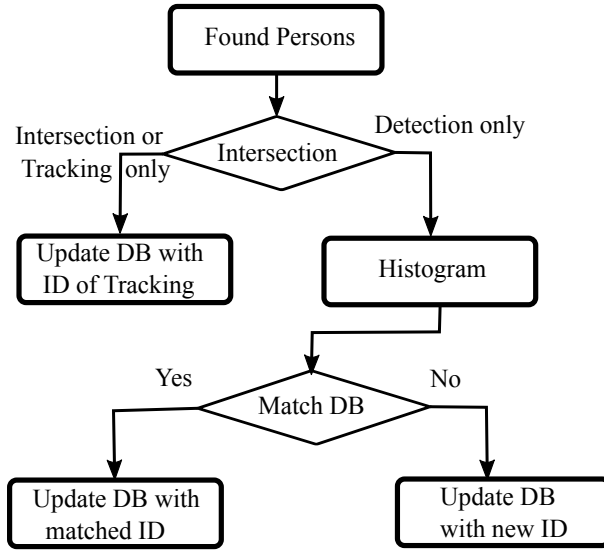 Found Persons
Intersection or
Tracking only
Intersection
Detection only
Update DB with
ID of Tracking
Histogram
Yes
Match DB
No
Update DB with
matched ID
Update DB
with new ID